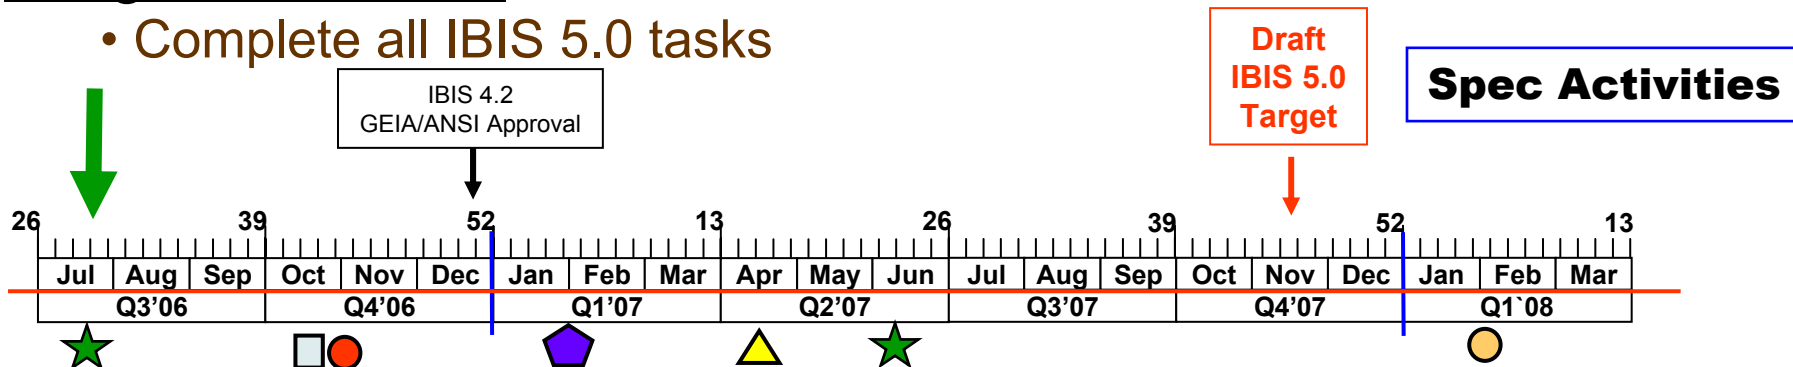 • Complete all IBIS 5.0 tasks
IBIS 4.2
GEIA/ANSI Approval
Draft
IBIS 5.0
Target
Spec Activities
26 39 52 13 26 39 52 13
Jul Aug Sep Oct Nov Dec Jan Feb Mar Apr May Jun Jul Aug Sep Oct Nov Dec Jan Feb Mar
Q3’06 Q4’06 Q1’07 Q2’07 Q3’07 Q4’07 Q1`08